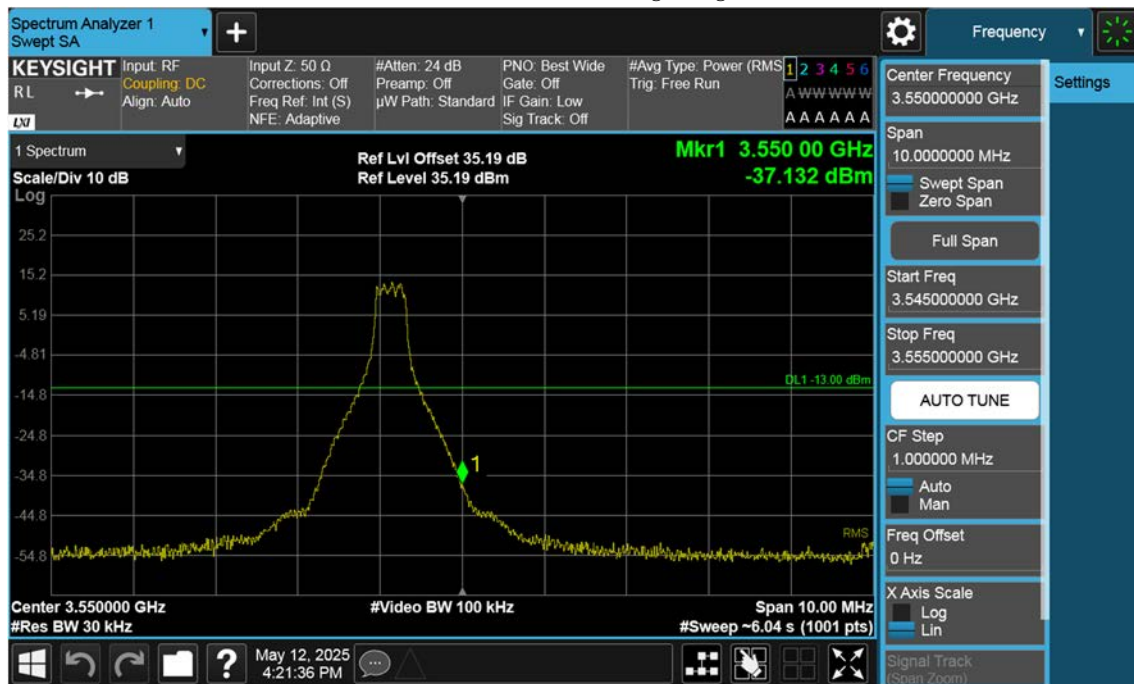 Spectrum Analyzer 1
Swept SA
+
Frequency
KEYSIGHT
RL
LXI
Input: RF
Coupling: DC
Align: Auto
Input Z: 50 Ω
Corrections: Off
Freq Ref: Int (S)
NFE: Adaptive
#Atten: 24 dB
Preamp: Off
µW Path: Standard
PNO: Best Wide
Gate: Off
IF Gain: Low
Sig Track: Off
#Avg Type: Power (RMS
Trig: Free Run
1 2 3 4 5 6
A W W W W W
A A A A A A
Center Frequency
3.550000000 GHz
Settings
1 Spectrum
Scale/Div 10 dB
Ref Lvl Offset 35.19 dB
Ref Level 35.19 dBm
Mkr1 3.550 00 GHz
-37.132 dBm
Span
10.0000000 MHz
Swept Span
Zero Span
Full Span
Start Freq
3.545000000 GHz
Stop Freq
3.555000000 GHz
AUTO TUNE
CF Step
1.000000 MHz
Auto
Man
Freq Offset
0 Hz
X Axis Scale
Log
Lin
Signal Track
(Span Zoom)
Log
25.2
15.2
5.19
-4.81
DL1 -13.00 dBm
-14.8
-24.8
1
-34.8
-44.8
RMS
-54.8
Center 3.550000 GHz
#Video BW 100 kHz
Span 10.00 MHz
#Res BW 30 kHz
#Sweep ~6.04 s (1001 pts)
?
May 12, 2025
4:21:36 PM